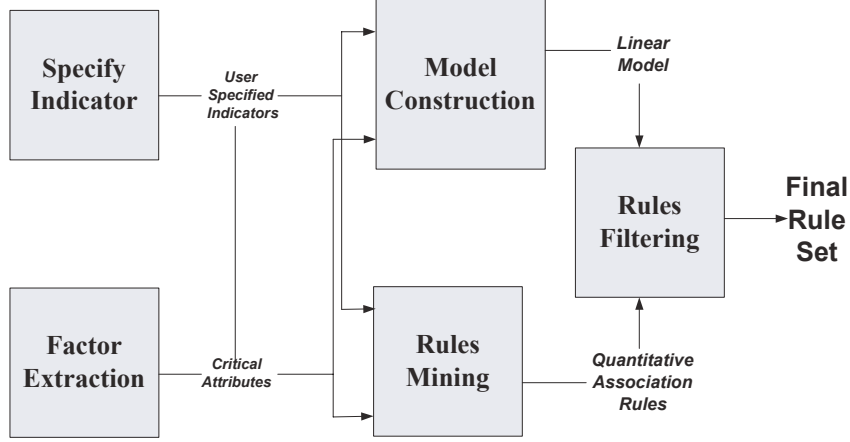 Specify
Indicator
User
Specified
Indicators
Model
Construction
Linear
Model
Rules
Filtering
Final
Rule
Set
Factor
Extraction
Critical
Attributes
Rules
Mining
Quantitative
Association
Rules